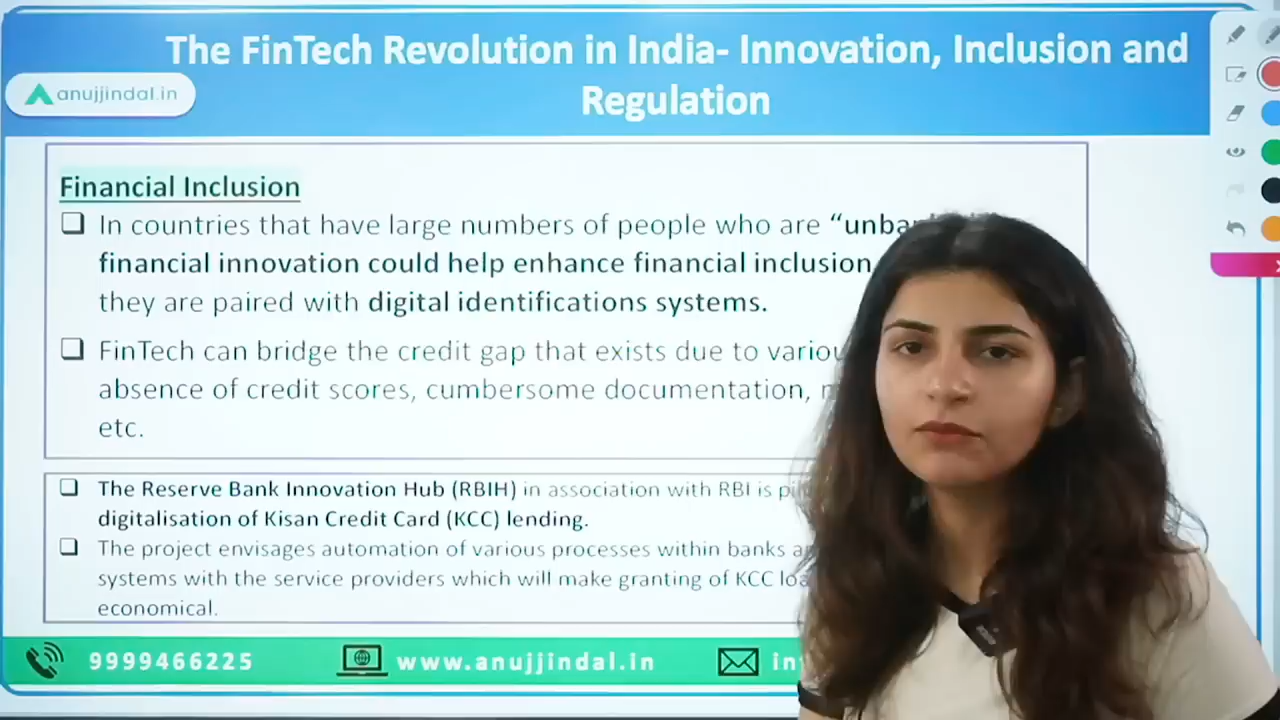 The FinTech Revolution in India- Innovation, Inclusion and
Regulation
anujjindal.in
Financial Inclusion
In countries that have large numbers of people who are
financial innovation could help enhance financial inclusion
they are paired with digital identifications systems.
FinTech can bridge the credit gap that exists due to
absence of credit scores, cumbersome documentation,
etc.
The Reserve Bank Innovation Hub (RBIH) in association with RBI is
digitalisation of Kisan Credit Card (KCC) lending.
The project envisages automation of various processes within banks
systems with the service providers which will make granting of KCC
economical.
9999466225
www.anujjindal.in